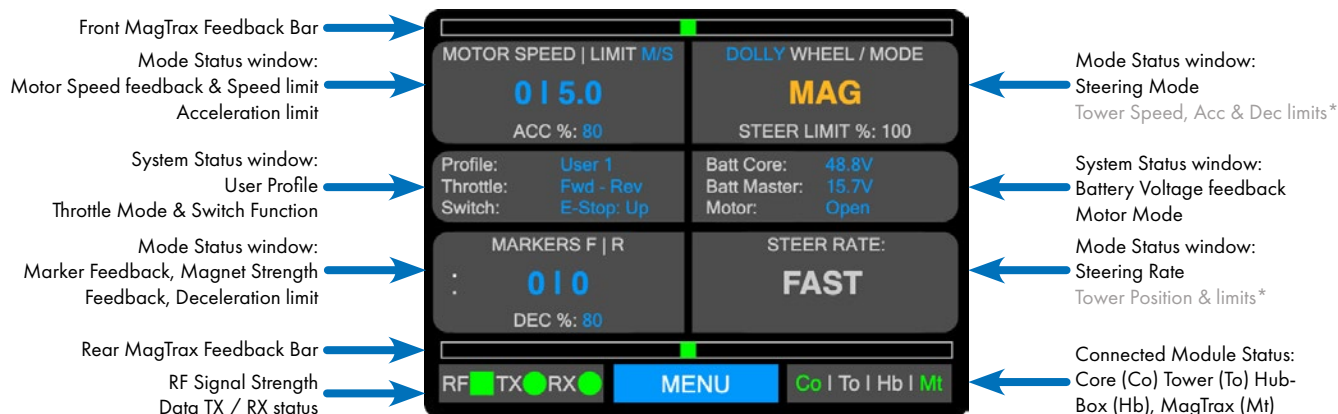 Front MagTrax Feedback Bar
Mode Status window:
Motor Speed feedback & Speed limit
Acceleration limit
System Status window:
User Profile
Throttle Mode & Switch Function
Mode Status window:
Marker Feedback, Magnet Strength
Feedback, Deceleration limit
Rear MagTrax Feedback Bar
RF Signal Strength
Data TX / RX status
MOTOR SPEED | LIMIT M/S
0 | 5.0
ACC %: 80
DOLLY WHEEL / MODE
MAG
STEER LIMIT %: 100
Profile: User 1
Throttle: Fwd - Rev
Switch: E-Stop: Up
Batt Core: 48.8V
Batt Master: 15.7V
Motor: Open
MARKERS F | R
: 0 | 0
DEC %: 80
STEER RATE:
FAST
RF TX RX
MENU
Co | To | Hb | Mt
Mode Status window:
Steering Mode
Tower Speed, Acc & Dec limits*
System Status window:
Battery Voltage feedback
Motor Mode
Mode Status window:
Steering Rate
Tower Position & limits*
Connected Module Status:
Core (Co) Tower (To) Hub-
Box (Hb), MagTrax (Mt)